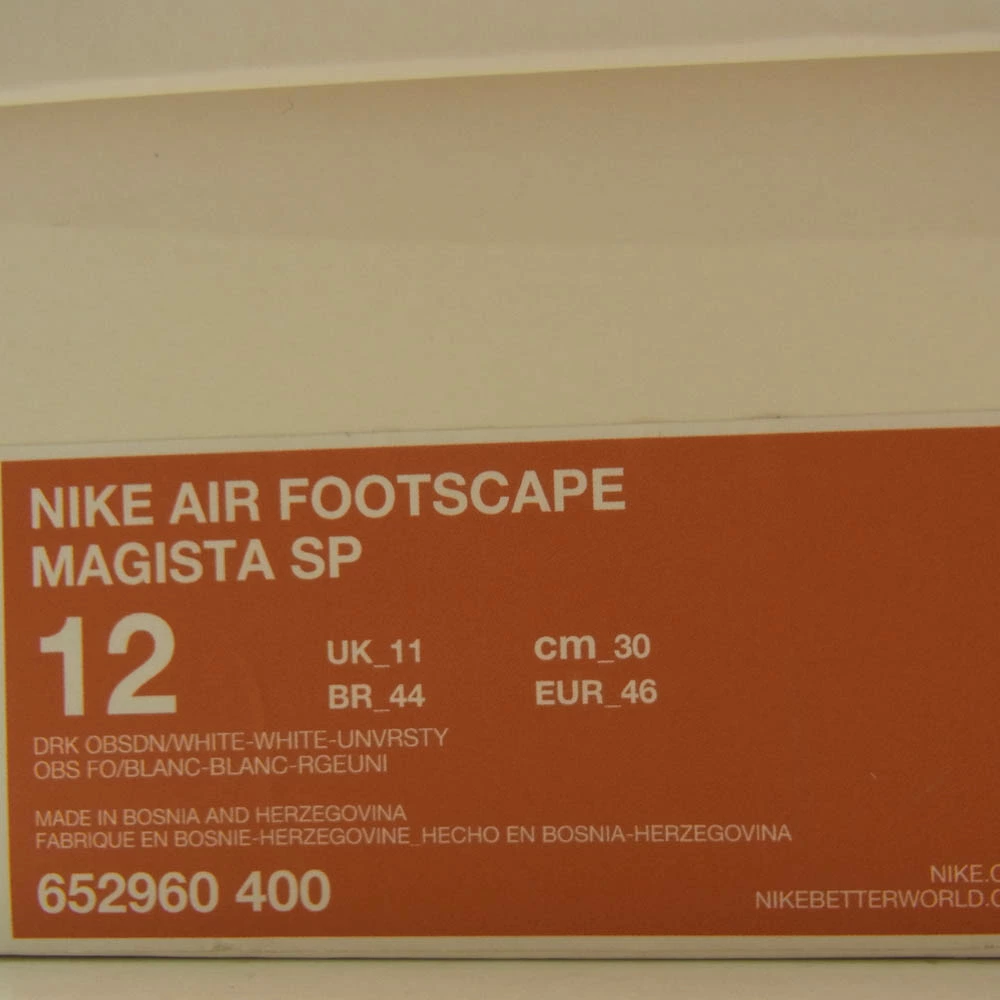 NIKE AIR FOOTSCAPE
MAGISTA SP
12
UK_11 cm_30
BR_44 EUR_46
DRK OBSDN/WHITE-WHITE-UNVRSTY
OBS FO/BLANC-BLANC-RGEUNI
MADE IN BOSNIA AND HERZEGOVINA
FABRIQUE EN BOSNIE-HERZEGOVINE_HECHO EN BOSNIA-HERZEGOVINA
652960 400
NIKE.C
NIKEBETTERWORLD.C